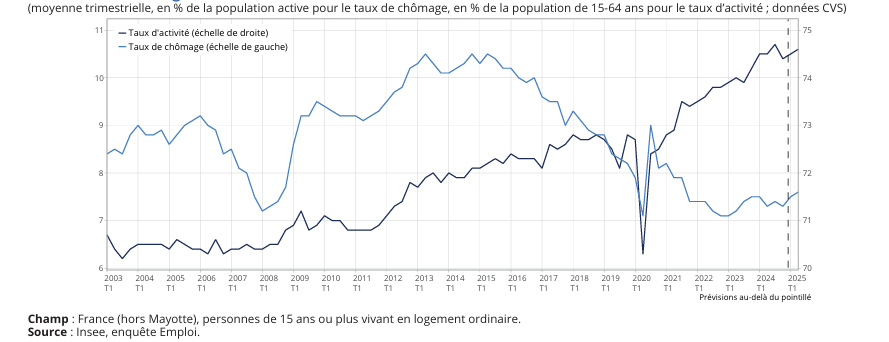 (moyenne trimestrielle, en % de la population active pour le taux de chômage, en % de la population de 15-64 ans pour le taux d'activité ; données CVS)
Taux d'activité (échelle de droite)
Taux de chômage (échelle de gauche)
11 75
10 74
9 73
8 72
7 71
6 70
2003 2004 2005 2006 2007 2008 2009 2010 2011 2012 2013 2014 2015 2016 2017 2018 2019 2020 2021 2022 2023 2024 2025
T1 T1 T1 T1 T1 T1 T1 T1 T1 T1 T1 T1 T1 T1 T1 T1 T1 T1 T1 T1 T1 T1 T1
Prévisions au-delà du pointillé
Champ : France (hors Mayotte), personnes de 15 ans ou plus vivant en logement ordinaire.
Source : Insee, enquête Emploi.